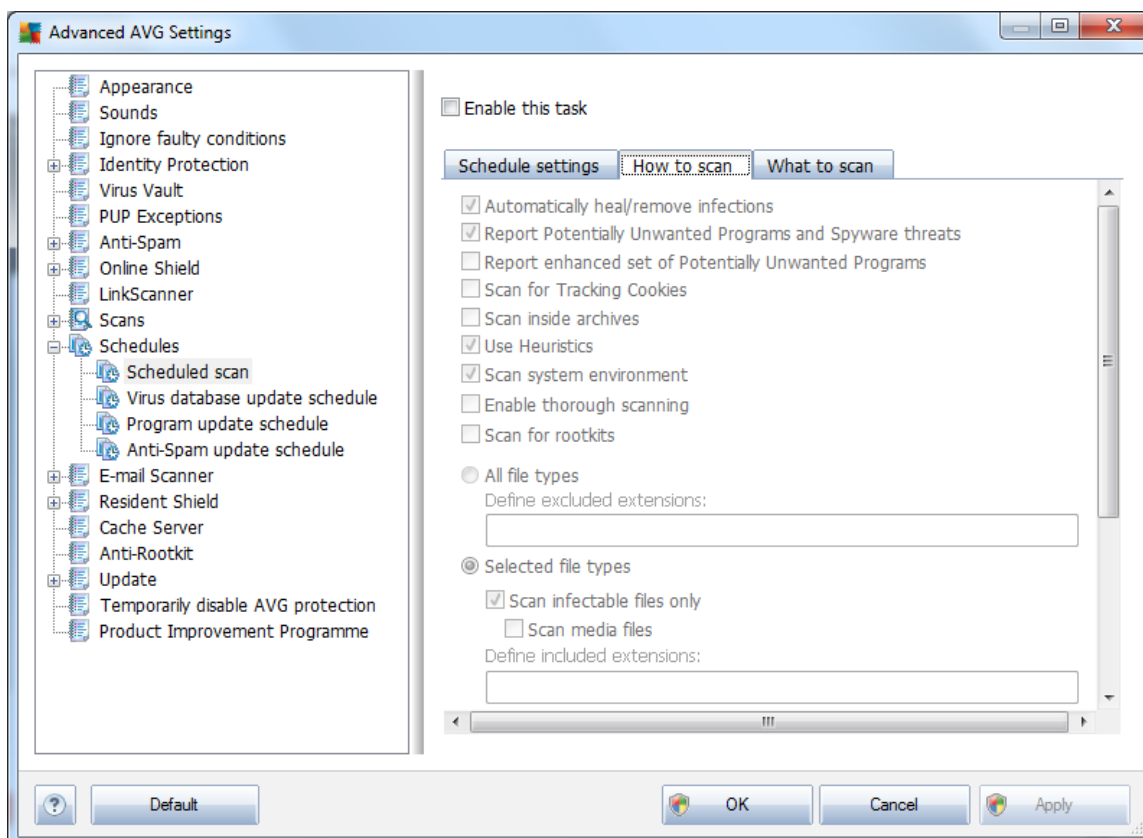 Advanced AVG Settings
Appearance
Sounds
Ignore faulty conditions
Identity Protection
Virus Vault
PUP Exceptions
Anti-Spam
Online Shield
LinkScanner
Scans
Schedules
Scheduled scan
Virus database update schedule
Program update schedule
Anti-Spam update schedule
E-mail Scanner
Resident Shield
Cache Server
Anti-Rootkit
Update
Temporarily disable AVG protection
Product Improvement Programme
Enable this task
Schedule settings How to scan What to scan
Automatically heal/remove infections
Report Potentially Unwanted Programs and Spyware threats
Report enhanced set of Potentially Unwanted Programs
Scan for Tracking Cookies
Scan inside archives
Use Heuristics
Scan system environment
Enable thorough scanning
Scan for rootkits
All file types
Define excluded extensions:
Selected file types
Scan infectable files only
Scan media files
Define included extensions:
? Default OK Cancel Apply